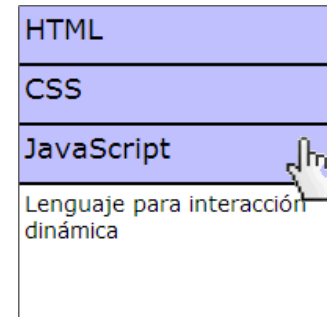 HTML
CSS
JavaScript
Lenguaje para interacción
dinámica